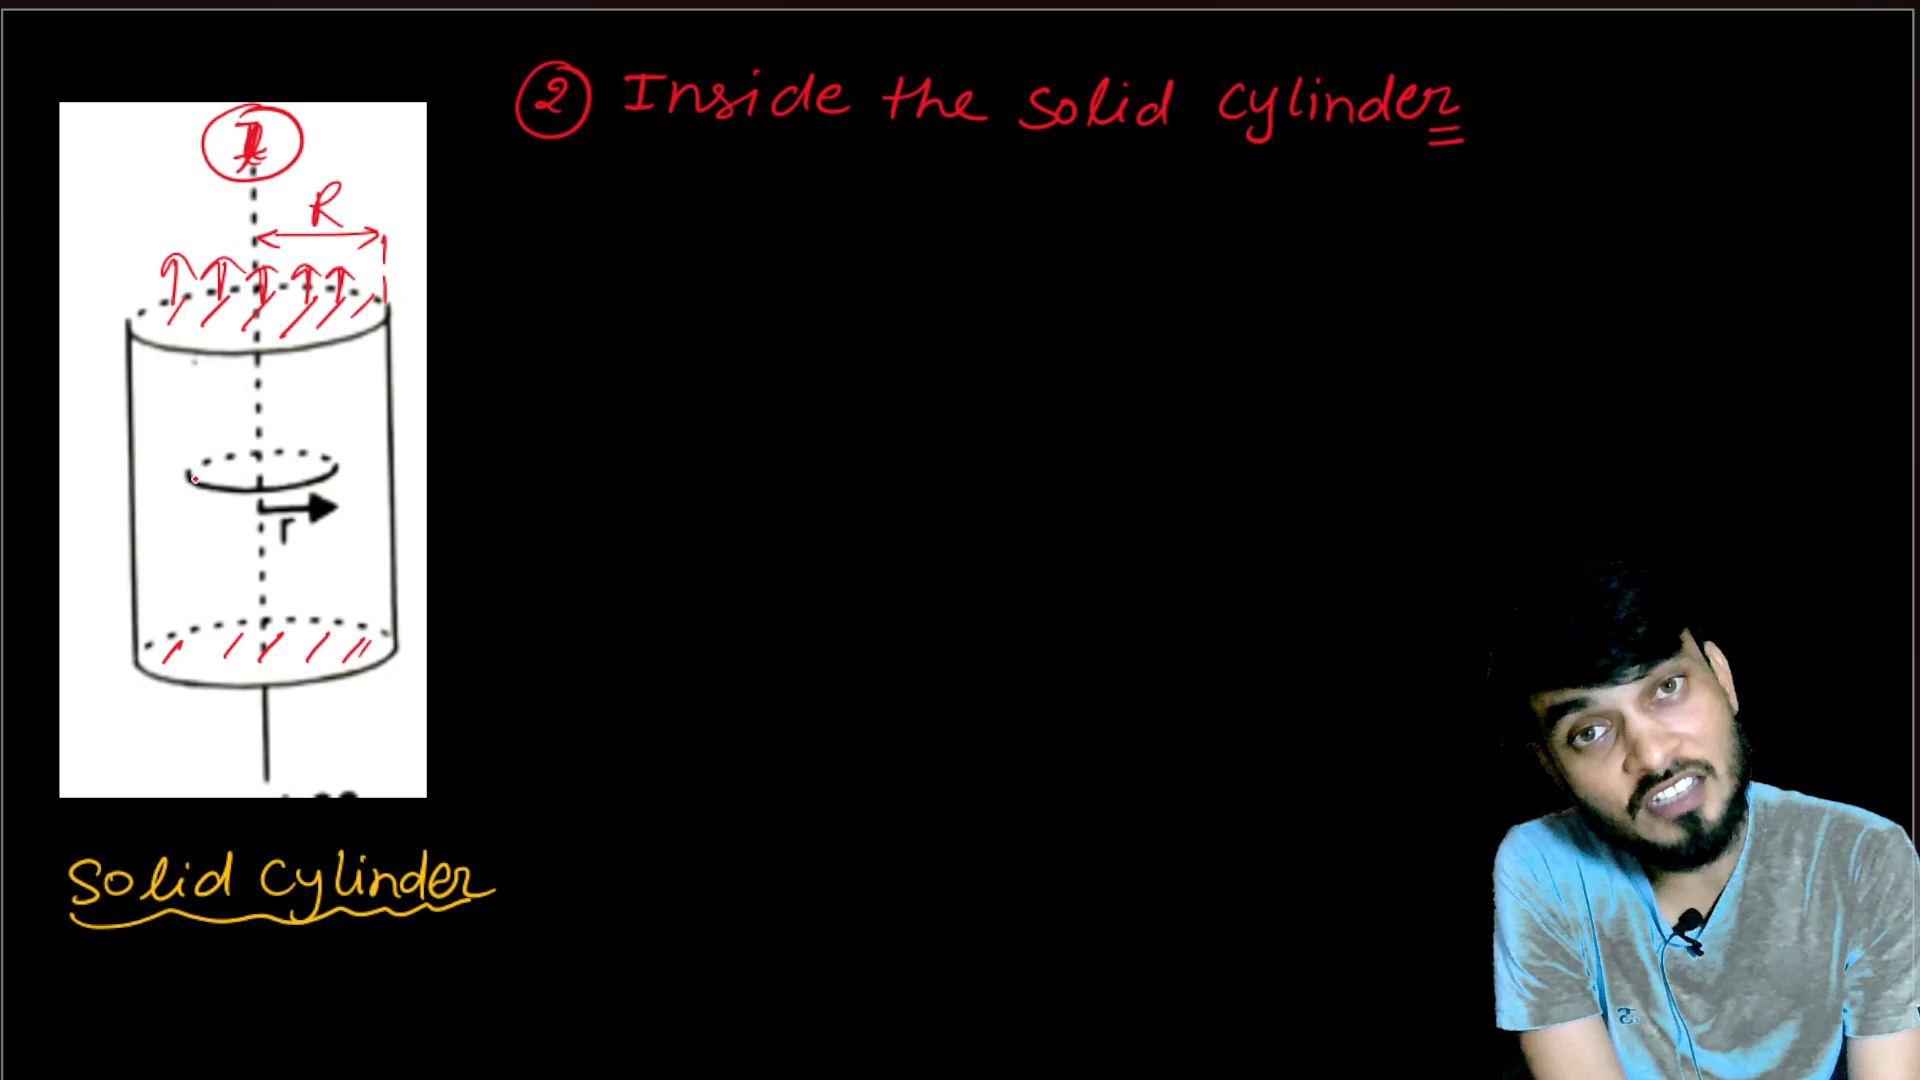 ② Inside the Solid Cylinder
R
r
Solid Cylinder